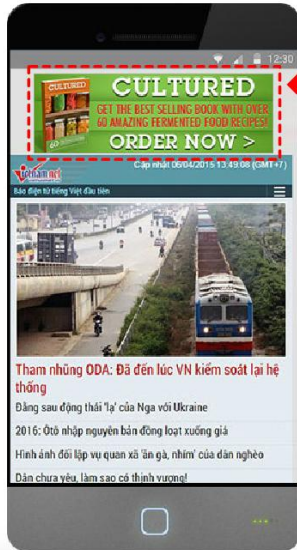 12:30
CULTURED
CULTURED
GET THE BEST SELLING BOOK WITH OVER
60 AMAZING FERMENTED FOOD RECIPES!
60
ORDER NOW >
Cập nhật 06/04/2015 13:49:08 (GMT+7)
Vietnamnet
Báo điện tử tiếng Việt đầu tiên
Tham nhũng ODA: Đã đến lúc VN kiểm soát lại hệ
thống
Đằng sau động thái 'lạ' của Nga với Ukraine
2016: Ôtô nhập nguyên bản đồng loạt xuống giá
Hình ảnh đối lập vụ quan xã 'ăn gà, nhím' của dân nghèo
Dân chưa yêu, làm sao có thịnh vượng!